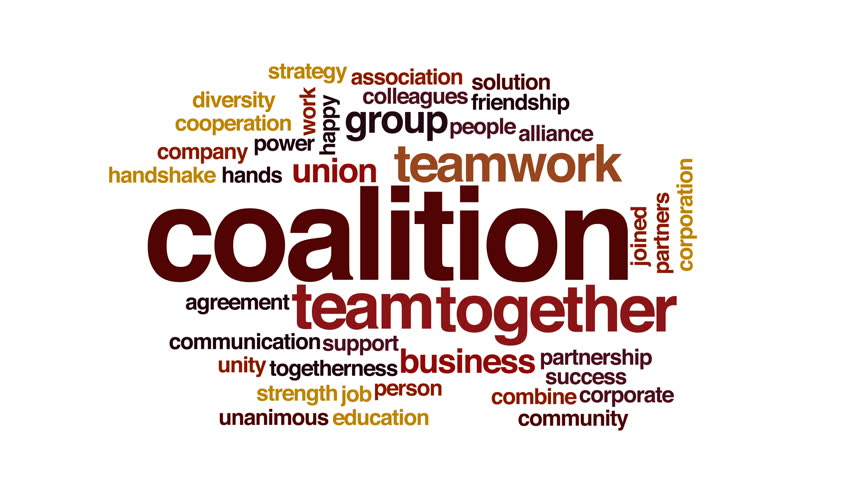 strategy
association
solution
diversity
work
happy
colleagues
friendship
cooperation
group
people
alliance
company
power
handshake
hands
union
teamwork
coalition
joined
partners
corporation
agreement
team
together
communication
support
unity
togetherness
business
partnership
success
strength
job
person
combine
corporate
unanimous
education
community